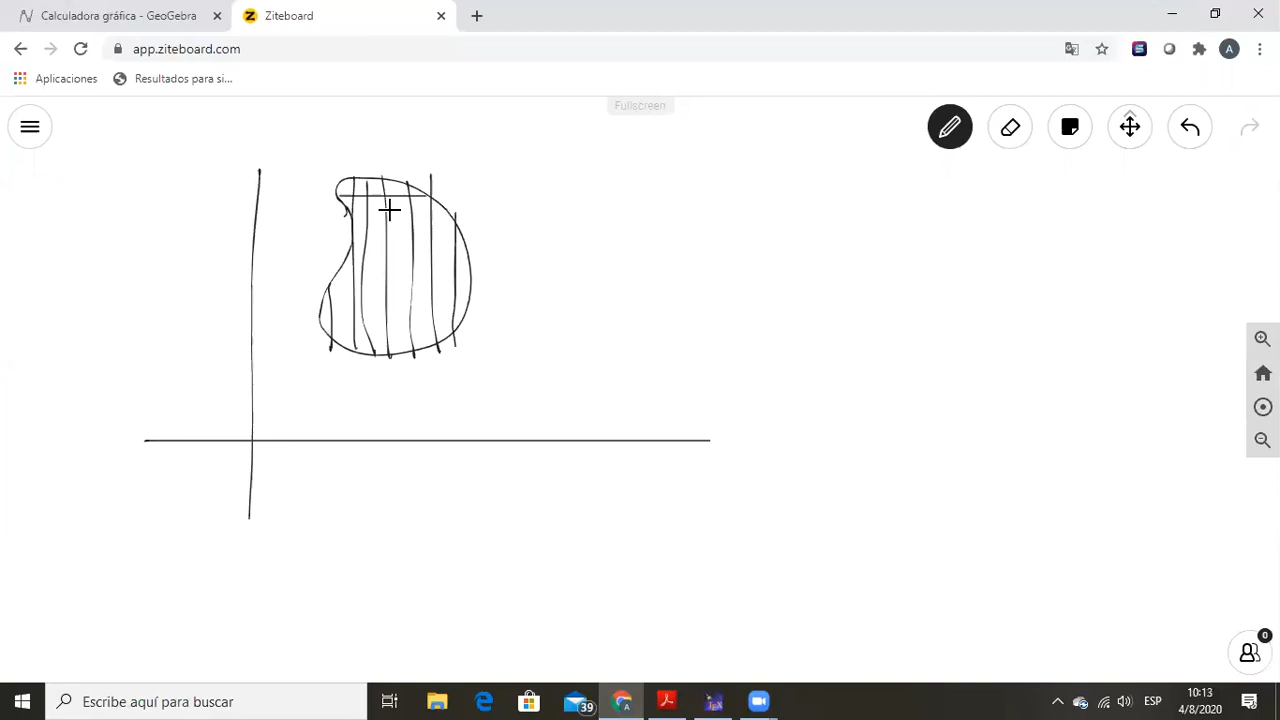 Calculadora gráfica - GeoGebra
Ziteboard
app.ziteboard.com
A
Aplicaciones
Resultados para si...
Fullscreen
0
Escribe aquí para buscar
39
ESP
10:13
4/8/2020